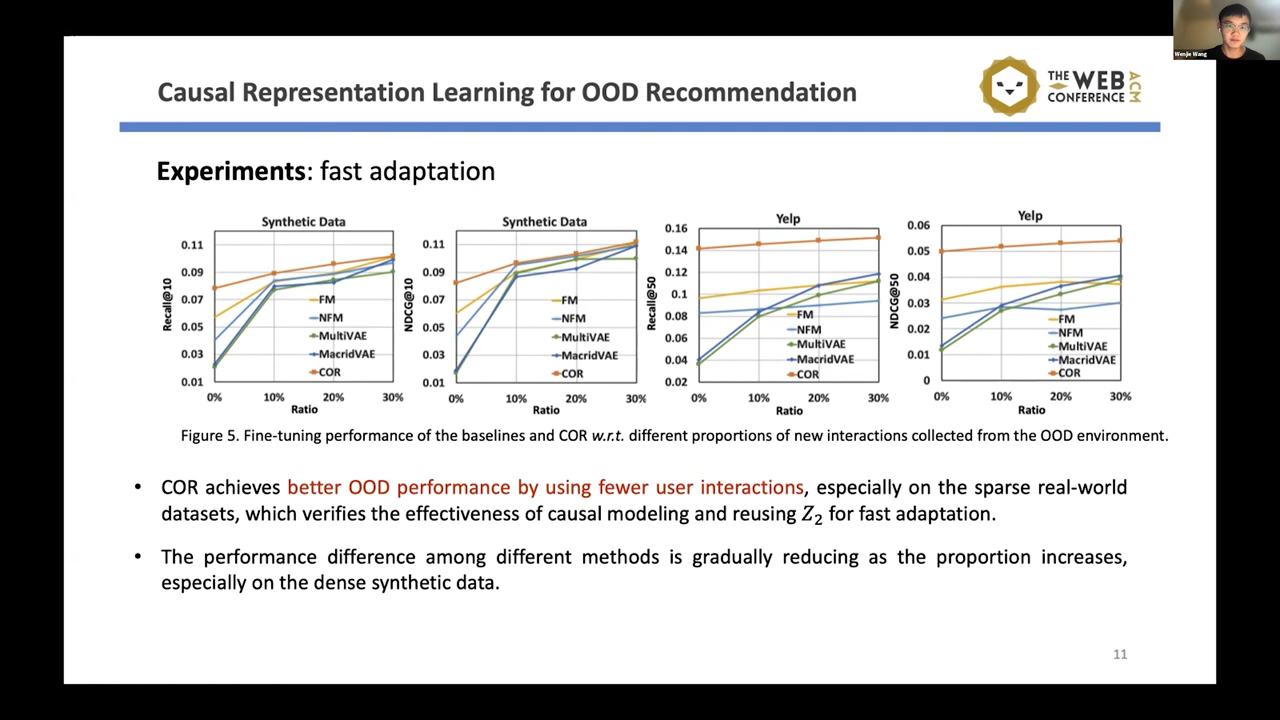 Wenjie Wang
Causal Representation Learning for OOD Recommendation
THE WEB CONFERENCE ACM
Experiments: fast adaptation
Synthetic Data
Recall@10
0.11
0.09
0.07
0.05
0.03
0.01
FM
NFM
MultiVAE
MacridVAE
COR
0% 10% 20% 30%
Ratio
Synthetic Data
NDCG@10
0.11
0.09
0.07
0.05
0.03
0.01
FM
NFM
MultiVAE
MacridVAE
COR
0% 10% 20% 30%
Ratio
Yelp
Recall@50
0.16
0.14
0.12
0.1
0.08
0.06
0.04
0.02
FM
NFM
MultiVAE
MacridVAE
COR
0% 10% 20% 30%
Ratio
Yelp
NDCG@50
0.06
0.05
0.04
0.03
0.02
0.01
0
FM
NFM
MultiVAE
MacridVAE
COR
0% 10% 20% 30%
Ratio
Figure 5. Fine-tuning performance of the baselines and COR w.r.t. different proportions of new interactions collected from the OOD environment.
• COR achieves better OOD performance by using fewer user interactions, especially on the sparse real-world
datasets, which verifies the effectiveness of causal modeling and reusing Z₂ for fast adaptation.
• The performance difference among different methods is gradually reducing as the proportion increases,
especially on the dense synthetic data.
11